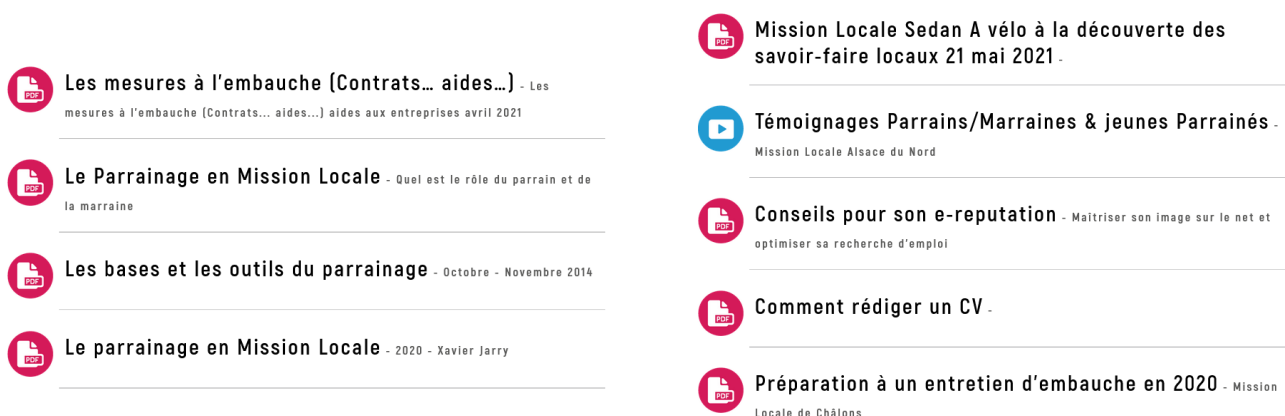 Les mesures à l'embauche (Contrats... aides...) - Les
mesures à l'embauche (Contrats... aides...) aides aux entreprises avril 2021
PDF
Le Parrainage en Mission Locale - Quel est le rôle du parrain et de
la marraine
PDF
Les bases et les outils du parrainage - Octobre - Novembre 2014
PDF
Le parrainage en Mission Locale - 2020 - Xavier Jarry
PDF
Mission Locale Sedan A vélo à la découverte des
savoir-faire locaux 21 mai 2021 -
PDF
Témoignages Parrains/Marraines & jeunes Parrainés -
Mission Locale Alsace du Nord
Conseils pour son e-reputation - Maîtriser son image sur le net et
optimiser sa recherche d'emploi
PDF
Comment rédiger un CV -
PDF
Préparation à un entretien d'embauche en 2020 - Mission
Locale de Châlons
PDF